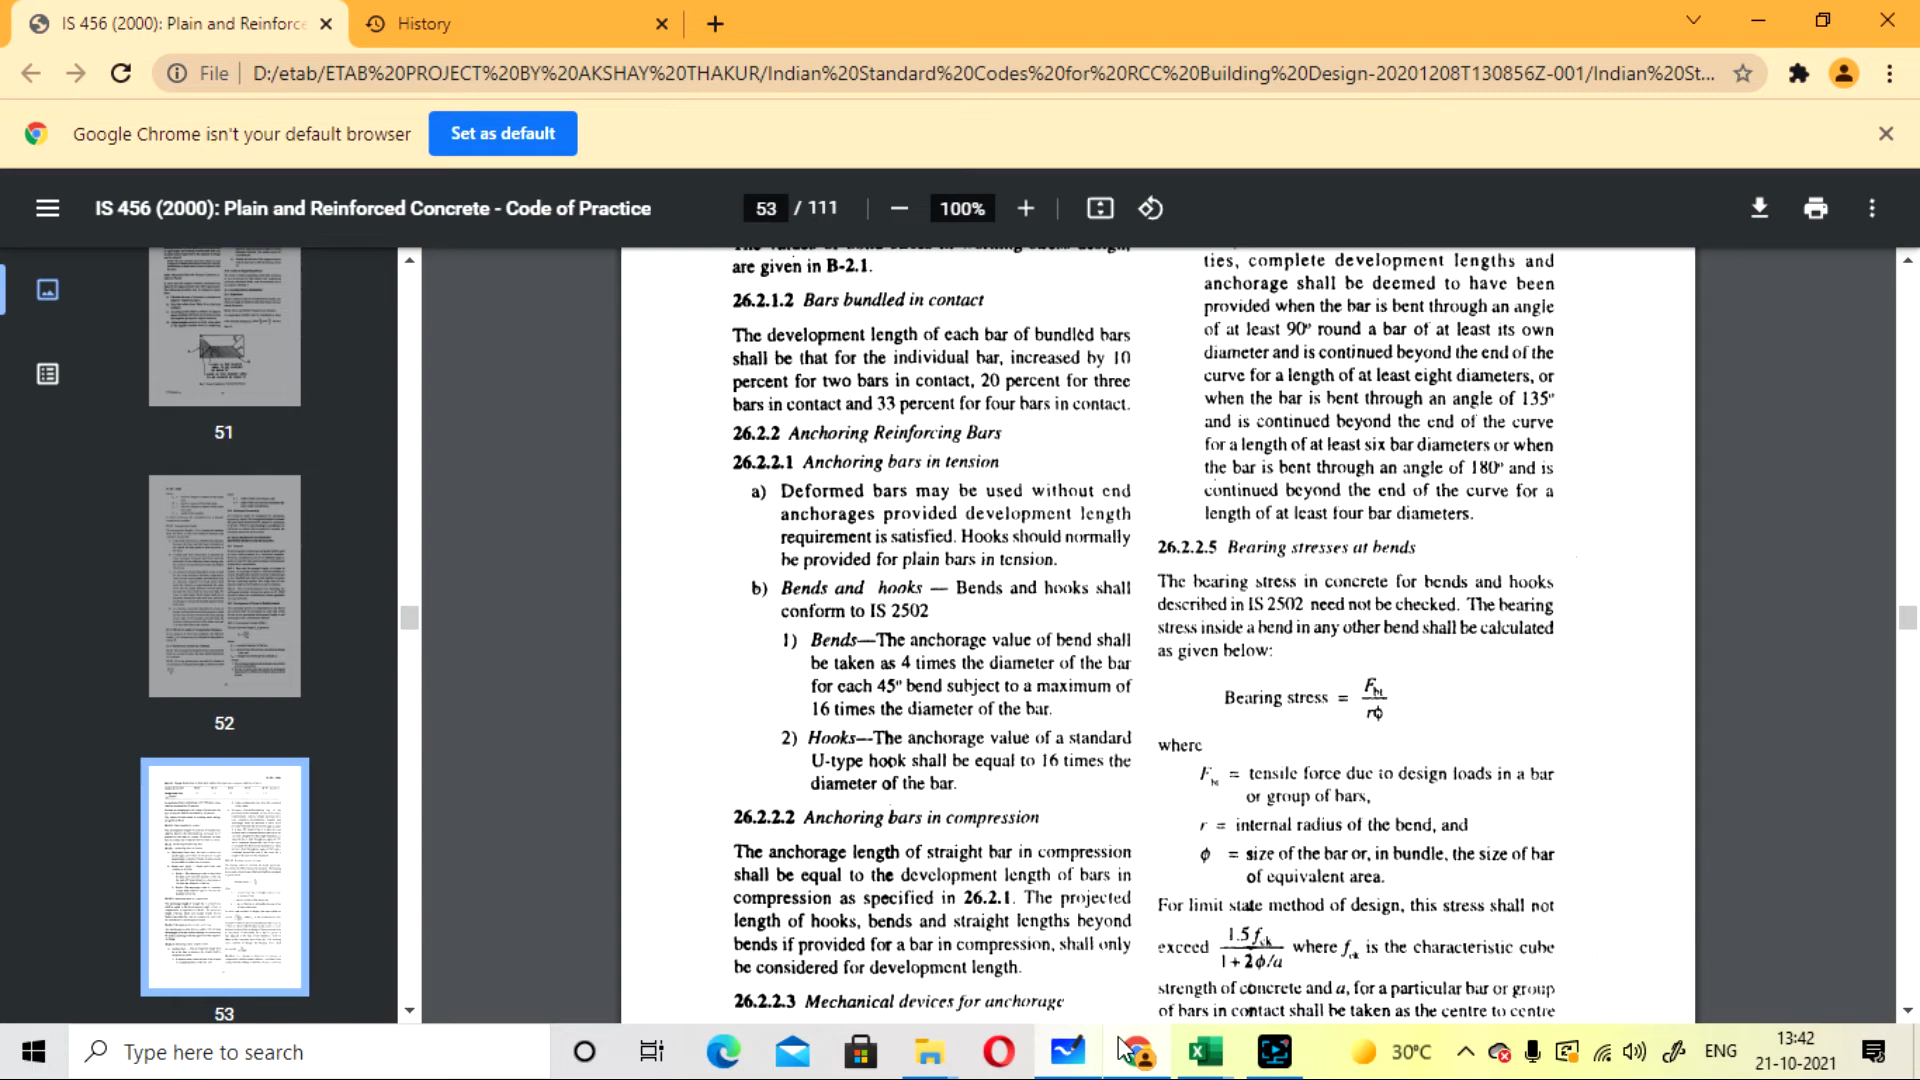 IS 456 (2000): Plain and Reinforce
History
File
D:/etab/ETAB%20PROJECT%20BY%20AKSHAY%20THAKUR/Indian%20Standard%20Codes%20for%20RCC%20Building%20Design-20201208T130856Z-001/Indian%20St...
Google Chrome isn't your default browser
Set as default
IS 456 (2000): Plain and Reinforced Concrete - Code of Practice
53 / 111
100%
51
52
53
are given in B-2.1.
26.2.1.2 Bars bundled in contact
The development length of each bar of bundled bars
shall be that for the individual bar, increased by 10
percent for two bars in contact, 20 percent for three
bars in contact and 33 percent for four bars in contact.
26.2.2 Anchoring Reinforcing Bars
26.2.2.1 Anchoring bars in tension
a) Deformed bars may be used without end
anchorages provided development length
requirement is satisfied. Hooks should normally
be provided for plain bars in tension.
b) Bends and hooks — Bends and hooks shall
conform to IS 2502
1) Bends—The anchorage value of bend shall
be taken as 4 times the diameter of the bar
for each 45° bend subject to a maximum of
16 times the diameter of the bar.
2) Hooks—The anchorage value of a standard
U-type hook shall be equal to 16 times the
diameter of the bar.
26.2.2.2 Anchoring bars in compression
The anchorage length of straight bar in compression
shall be equal to the development length of bars in
compression as specified in 26.2.1. The projected
length of hooks, bends and straight lengths beyond
bends if provided for a bar in compression, shall only
be considered for development length.
26.2.2.3 Mechanical devices for anchorage
ties, complete development lengths and
anchorage shall be deemed to have been
provided when the bar is bent through an angle
of at least 90° round a bar of at least its own
diameter and is continued beyond the end of the
curve for a length of at least eight diameters, or
when the bar is bent through an angle of 135°
and is continued beyond the end of the curve
for a length of at least six bar diameters or when
the bar is bent through an angle of 180° and is
continued beyond the end of the curve for a
length of at least four bar diameters.
26.2.2.5 Bearing stresses at bends
The bearing stress in concrete for bends and hooks
described in IS 2502 need not be checked. The bearing
stress inside a bend in any other bend shall be calculated
as given below:
Bearing stress = F_bt / rϕ
where
F_bt = tensile force due to design loads in a bar
or group of bars,
r = internal radius of the bend, and
ϕ = size of the bar or, in bundle, the size of bar
of equivalent area.
For limit state method of design, this stress shall not
exceed 1.5 f_ck / 1 + 2ϕ/a where f_ck is the characteristic cube
strength of concrete and a, for a particular bar or group
of bars in contact shall be taken as the centre to centre
Type here to search
30°C
ENG
13:42
21-10-2021